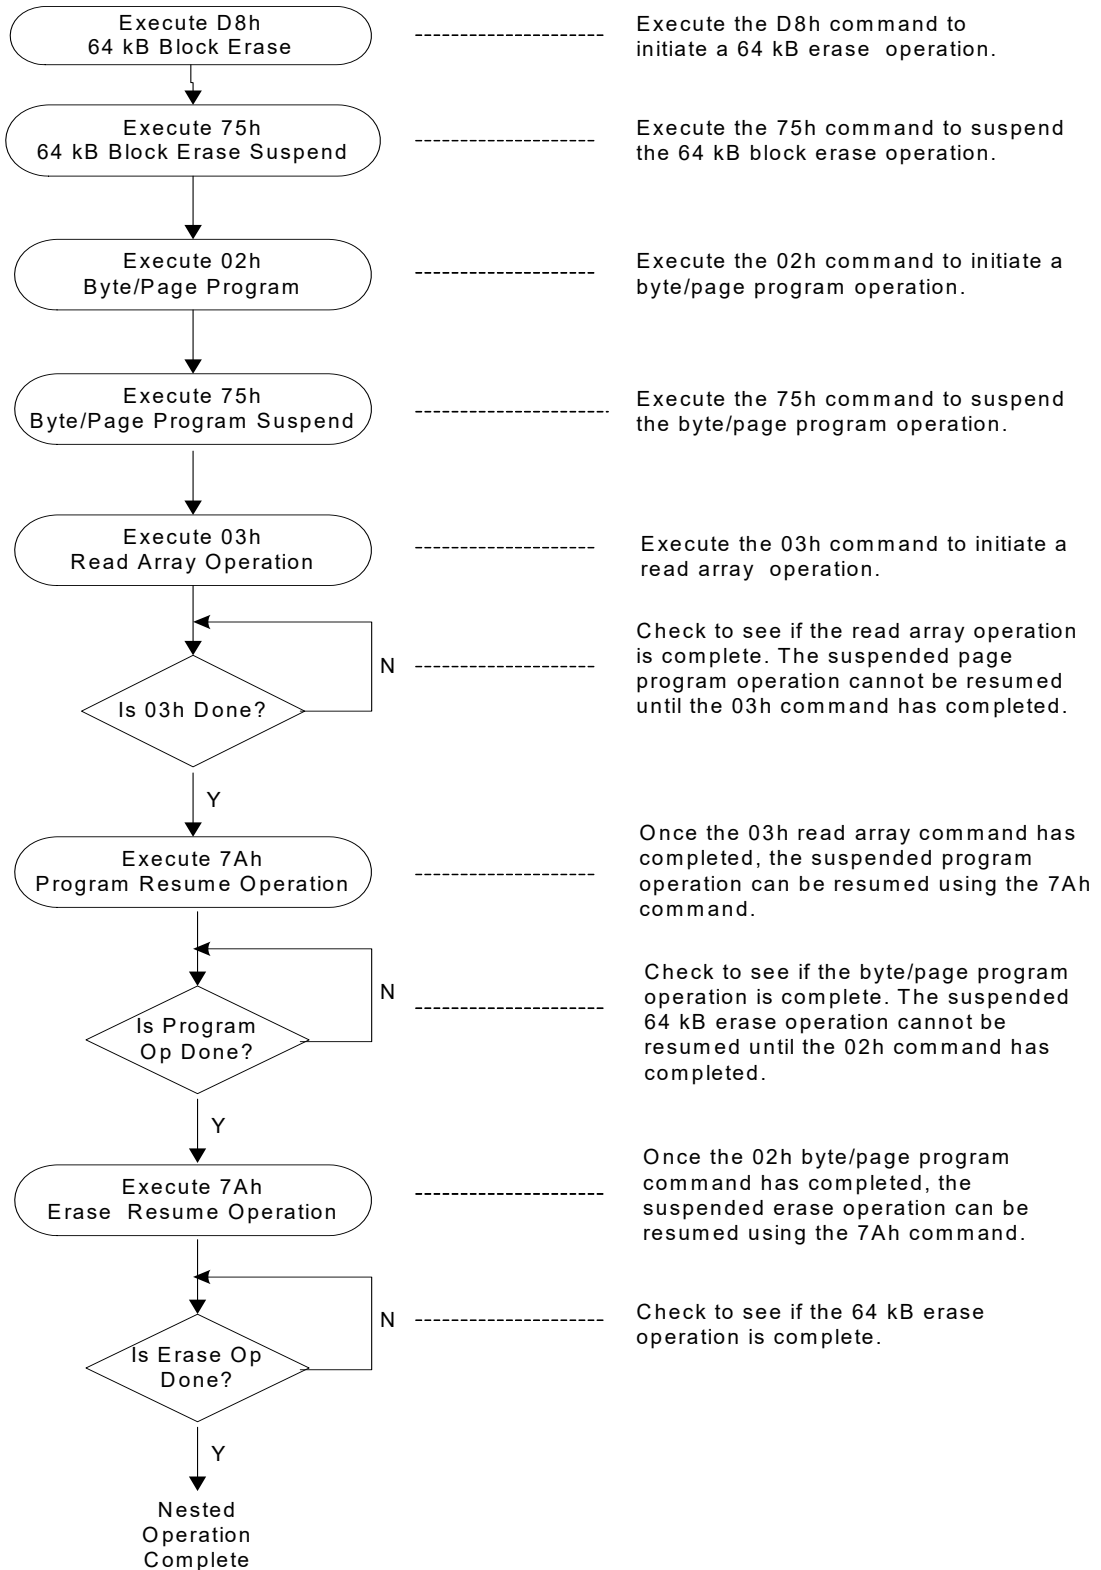 Execute D8h
64 kB Block Erase
Execute the D8h command to
initiate a 64 kB erase operation.
Execute 75h
64 kB Block Erase Suspend
Execute the 75h command to suspend
the 64 kB block erase operation.
Execute 02h
Byte/Page Program
Execute the 02h command to initiate a
byte/page program operation.
Execute 75h
Byte/Page Program Suspend
Execute the 75h command to suspend
the byte/page program operation.
Execute 03h
Read Array Operation
Execute the 03h command to initiate a
read array operation.
Is 03h Done?
N
Check to see if the read array operation
is complete. The suspended page
program operation cannot be resumed
until the 03h command has completed.
Y
Execute 7Ah
Program Resume Operation
Once the 03h read array command has
completed, the suspended program
operation can be resumed using the 7Ah
command.
Is Program
Op Done?
N
Check to see if the byte/page program
operation is complete. The suspended
64 kB erase operation cannot be
resumed until the 02h command has
completed.
Y
Execute 7Ah
Erase Resume Operation
Once the 02h byte/page program
command has completed, the
suspended erase operation can be
resumed using the 7Ah command.
Is Erase Op
Done?
N
Check to see if the 64 kB erase
operation is complete.
Y
Nested
Operation
Complete